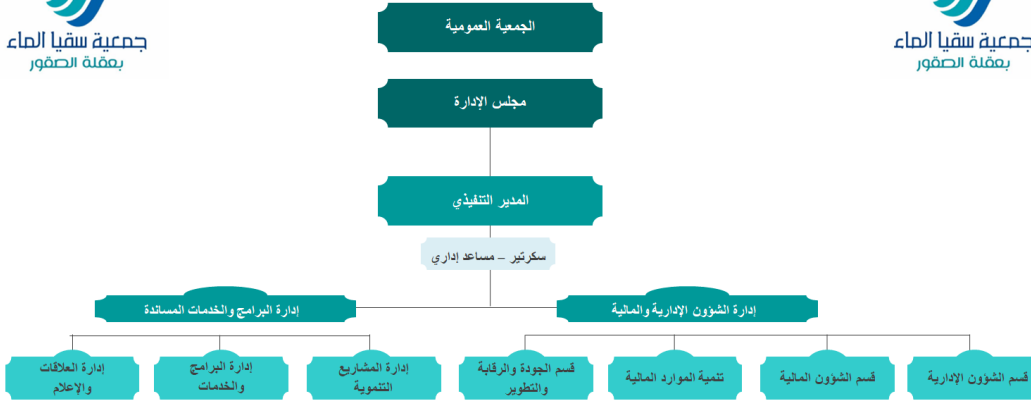 جمعية سقيا الماء
بعقلة الصقور
جمعية سقيا الماء
بعقلة الصقور
الجمعية العمومية
مجلس الإدارة
المدير التنفيذي
سكرتير – مساعد إداري
إدارة الشؤون الإدارية والمالية
إدارة البرامج والخدمات المساندة
قسم الشؤون الإدارية
قسم الشؤون المالية
تنمية الموارد المالية
قسم الجودة والرقابة
والتطوير
إدارة المشاريع
التنموية
إدارة البرامج
والخدمات
إدارة العلاقات
والإعلام